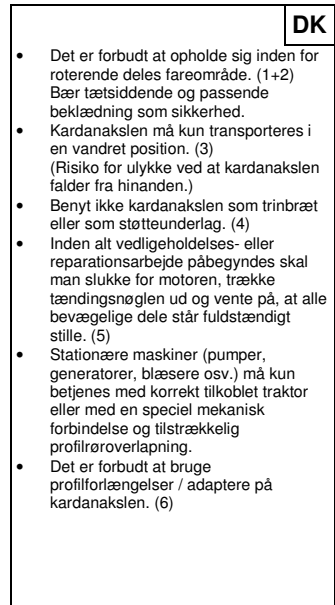 DK
• Det er forbudt at opholde sig inden for
roterende deles fareområde. (1+2)
Bær tætsiddende og passende
beklædning som sikkerhed.
• Kardanakslen må kun transporteres i
en vandret position. (3)
(Risiko for ulykke ved at kardanakslen
falder fra hinanden.)
• Benyt ikke kardanakslen som trinbræt
eller som støtteunderlag. (4)
• Inden alt vedligeholdelses- eller
reparationsarbejde påbegyndes skal
man slukke for motoren, trække
tændingsnøglen ud og vente på, at alle
bevægelige dele står fuldstændigt
stille. (5)
• Stationære maskiner (pumper,
generatorer, blæsere osv.) må kun
betjenes med korrekt tilkoblet traktor
eller med en speciel mekanisk
forbindelse og tilstrækkelig
profilrøroverlapning.
• Det er forbudt at bruge
profilforlængelser / adaptere på
kardanakslen. (6)